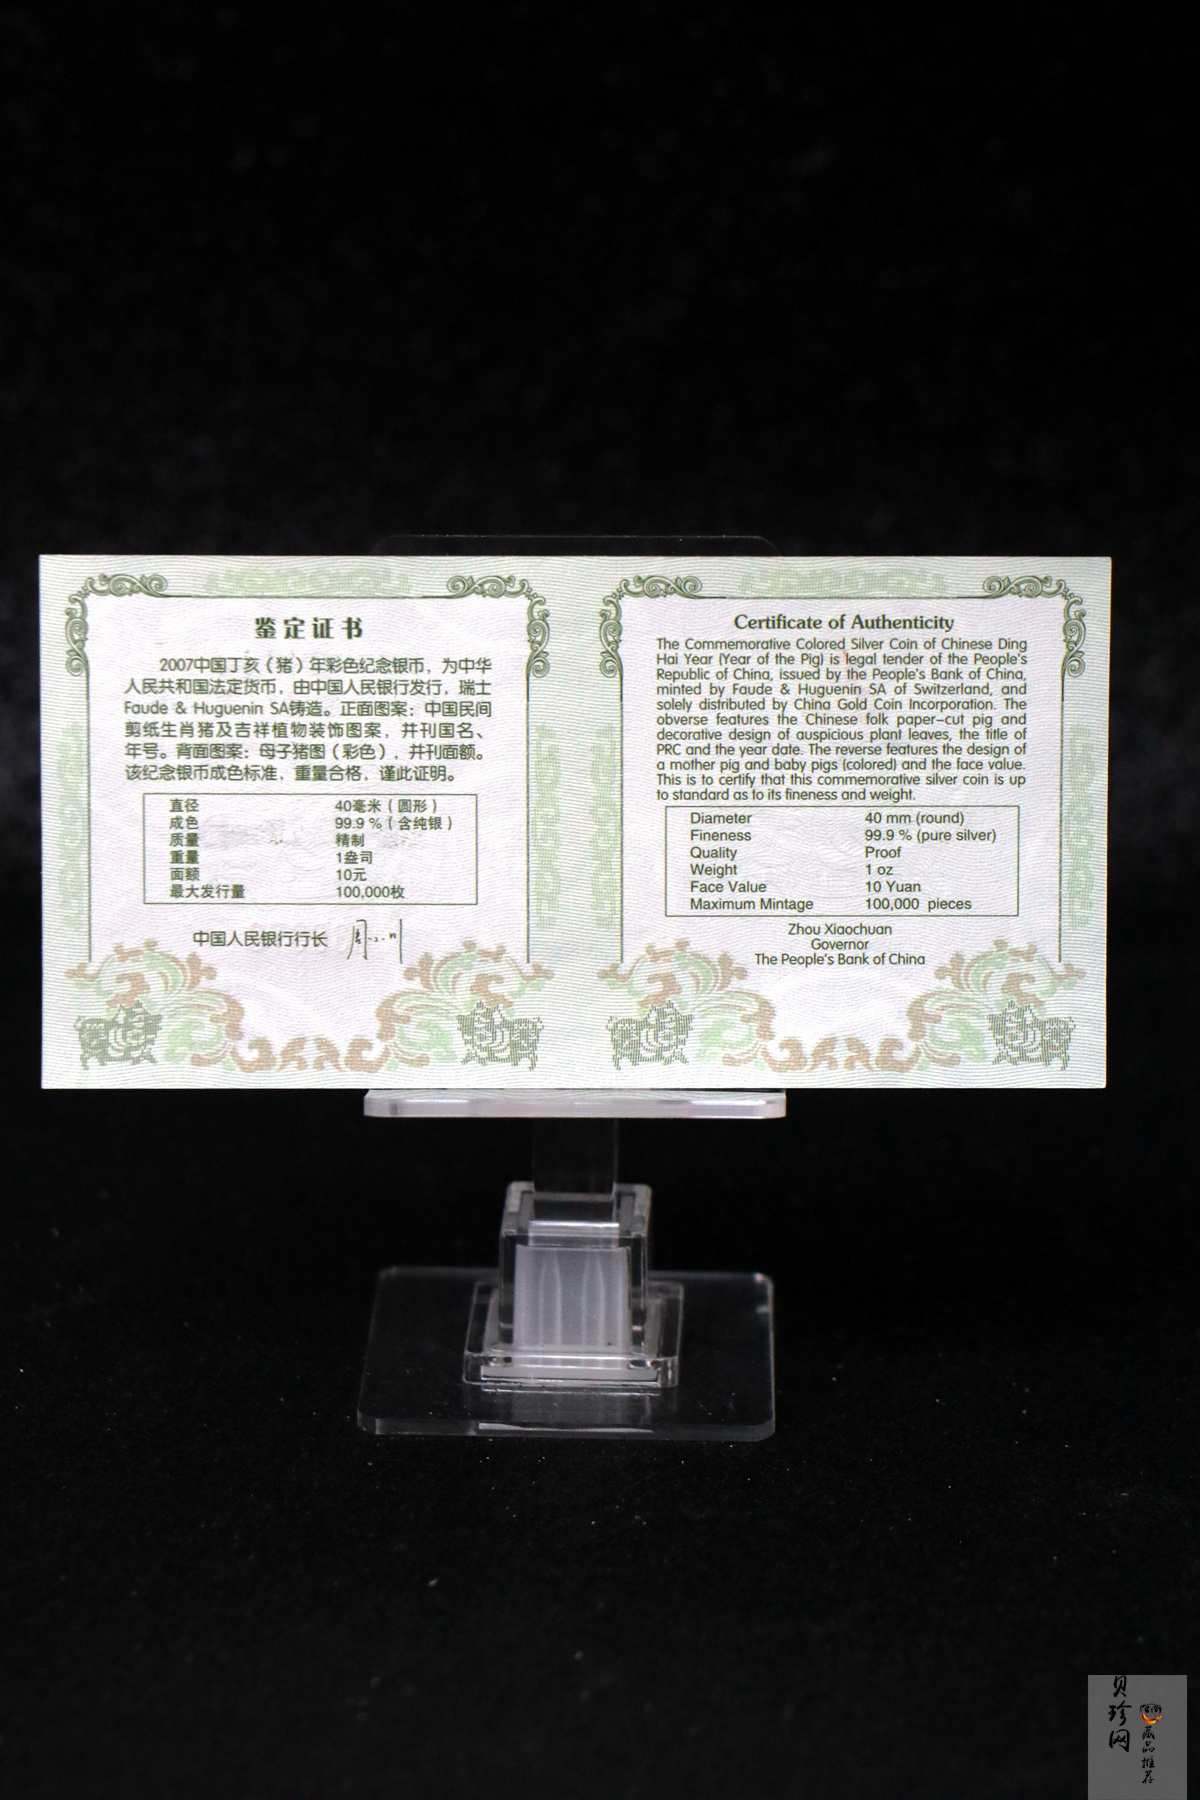 鉴定证书
2007中国丁亥（猪）年彩色纪念银币，为中华
人民共和国法定货币，由中国人民银行发行，瑞士
Faude & Huguenin SA铸造。正面图案：中国民间
剪纸生肖猪及吉祥植物装饰图案，并刊国名、
年号。背面图案：母子猪图（彩色），并刊面额。
该纪念银币成色标准，重量合格，谨此证明。
直径 40毫米（圆形）
成色 99.9 %（含纯银）
质量 精制
重量 1盎司
面额 10元
最大发行量 100,000枚
中国人民银行行长
Certificate of Authenticity
The Commemorative Colored Silver Coin of Chinese Ding
Hai Year (Year of the Pig) is legal tender of the People's
Republic of China, issued by the People's Bank of China,
minted by Faude & Huguenin SA of Switzerland, and
solely distributed by China Gold Coin Incorporation. The
obverse features the Chinese folk paper-cut pig and
decorative design of auspicious plant leaves, the title of
PRC and the year date. The reverse features the design of
a mother pig and baby pigs (colored) and the face value.
This is to certify that this commemorative silver coin is up
to standard as to its fineness and weight.
Diameter 40 mm (round)
Fineness 99.9 % (pure silver)
Quality Proof
Weight 1 oz
Face Value 10 Yuan
Maximum Mintage 100,000 pieces
Zhou Xiaochuan
Governor
The People's Bank of China
贝珍网
藏品推荐